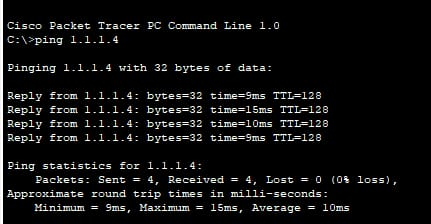 Cisco Packet Tracer PC Command Line 1.0
C:\>ping 1.1.1.4
Pinging 1.1.1.4 with 32 bytes of data:
Reply from 1.1.1.4: bytes=32 time=9ms TTL=128
Reply from 1.1.1.4: bytes=32 time=15ms TTL=128
Reply from 1.1.1.4: bytes=32 time=10ms TTL=128
Reply from 1.1.1.4: bytes=32 time=9ms TTL=128
Ping statistics for 1.1.1.4:
Packets: Sent = 4, Received = 4, Lost = 0 (0% loss),
Approximate round trip times in milli-seconds:
Minimum = 9ms, Maximum = 15ms, Average = 10ms